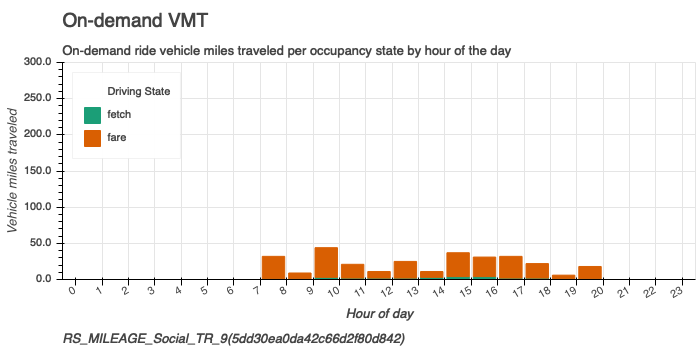 On-demand VMT
On-demand ride vehicle miles traveled per occupancy state by hour of the day
300.0
250.0
200.0
150.0
100.0
50.0
0.0
Vehicle miles traveled
Driving State
fetch
fare
0 1 2 3 4 5 6 7 8 9 10 11 12 13 14 15 16 17 18 19 20 21 22 23
Hour of day
RS_MILEAGE_Social_TR_9(5dd30ea0da42c66d2f80d842)